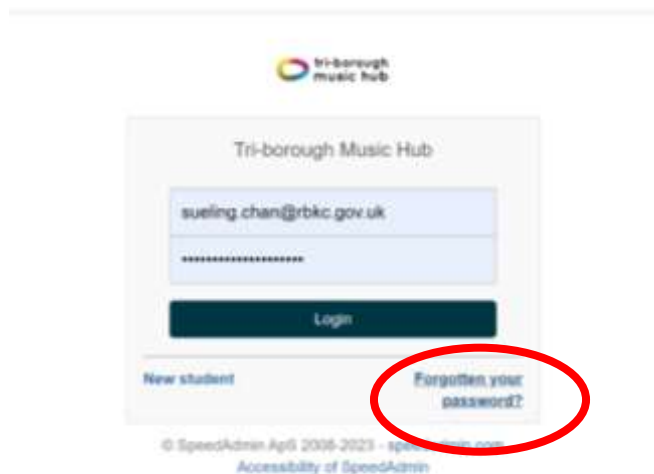 tri-borough
music hub
Tri-borough Music Hub
sueling.chan@rbkc.gov.uk
••••••••••••••••••••
Login
New student
Forgotten your
password?
© SpeedAdmin ApS 2008-2023 - speedadmin.com
Accessibility of SpeedAdmin